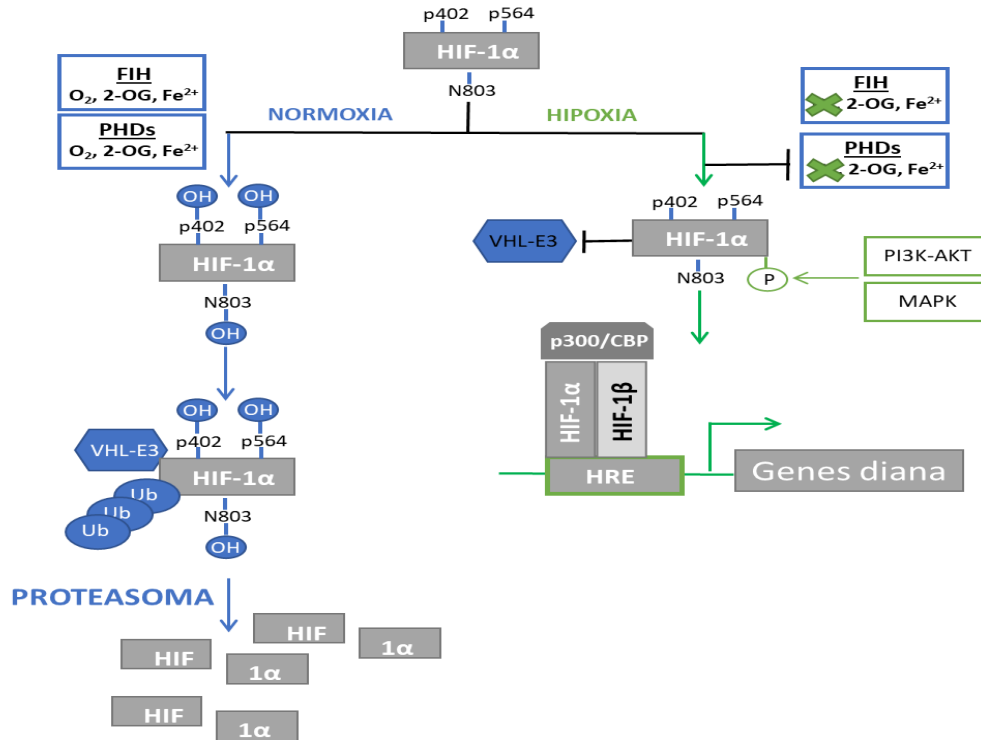 p402 p564
HIF-1α
N803
FIH
O₂, 2-OG, Fe²⁺
PHDs
O₂, 2-OG, Fe²⁺
NORMOXIA
HIPOXIA
FIH
2-OG, Fe²⁺
PHDs
2-OG, Fe²⁺
OH OH
p402 p564
HIF-1α
N803
OH
p402 p564
VHL-E3
HIF-1α
N803
P
PI3K-AKT
MAPK
p300/CBP
HIF-1α
HIF-1β
HRE
Genes diana
OH OH
VHL-E3
p402 p564
HIF-1α
Ub
Ub
Ub
N803
OH
PROTEASOMA
HIF
1α
HIF
1α
HIF
1α